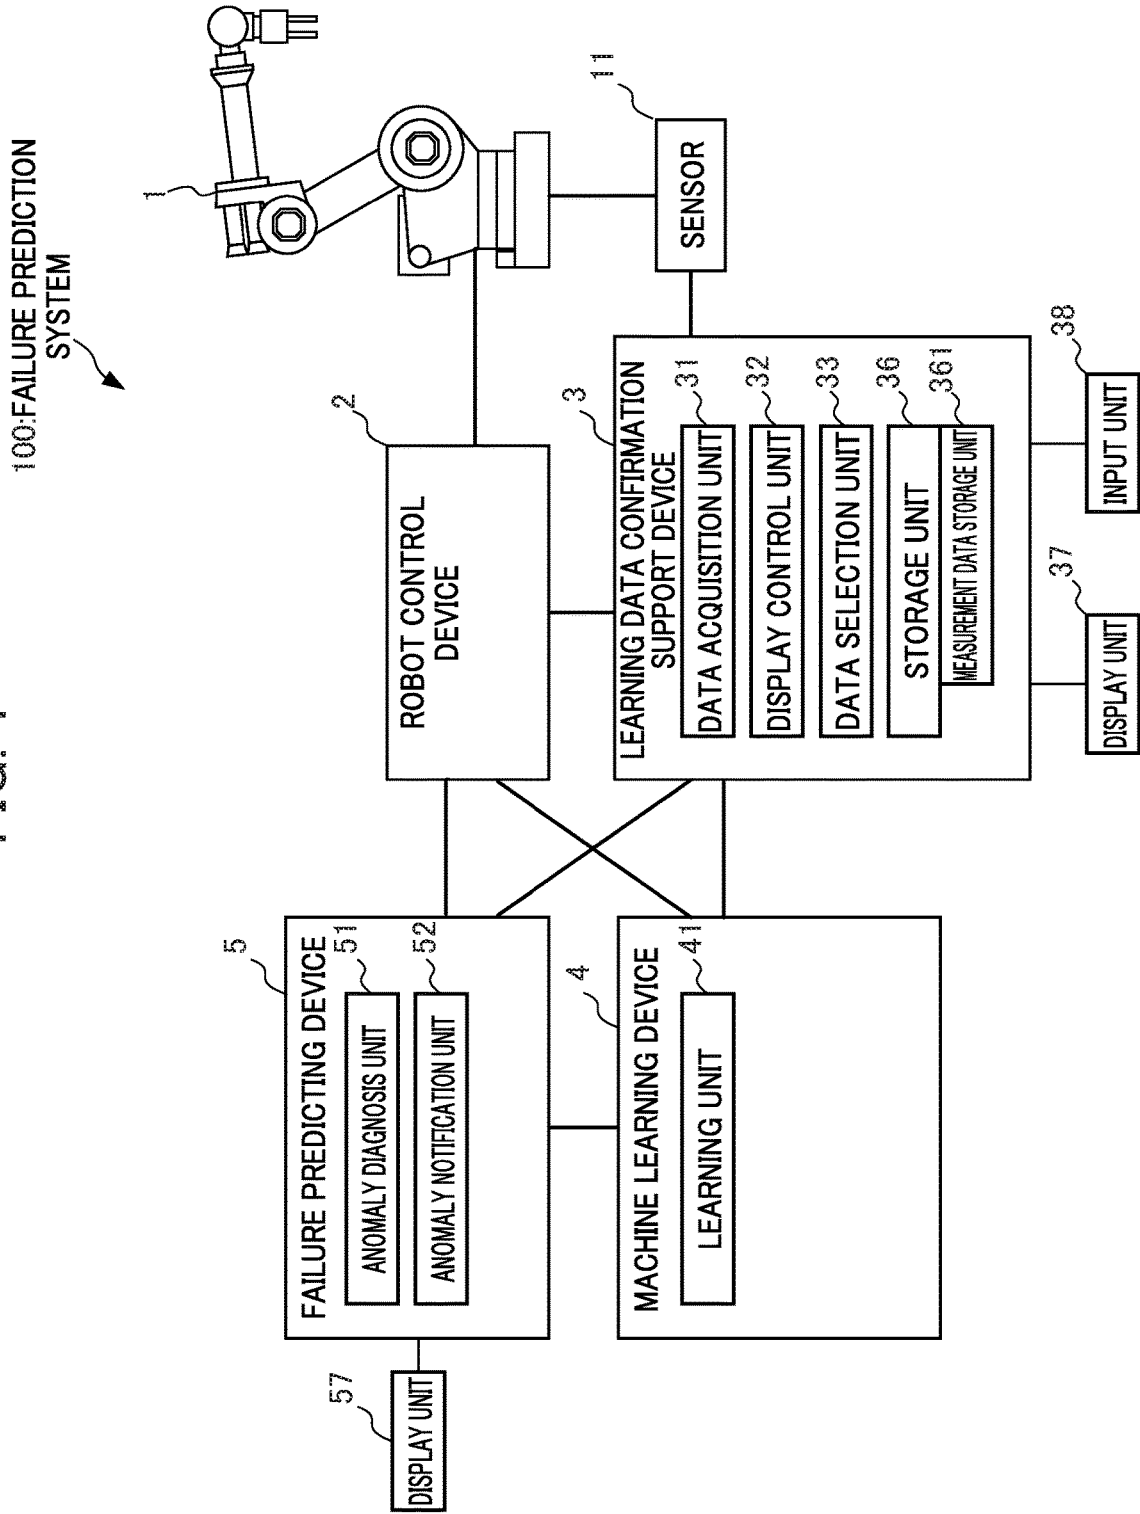 100:FAILURE PREDICTION
SYSTEM
1
11
SENSOR
2
ROBOT CONTROL
DEVICE
3
LEARNING DATA CONFIRMATION
SUPPORT DEVICE
31
DATA ACQUISITION UNIT
32
DISPLAY CONTROL UNIT
33
DATA SELECTION UNIT
36
STORAGE UNIT
361
MEASUREMENT DATA STORAGE UNIT
38
INPUT UNIT
37
DISPLAY UNIT
5
FAILURE PREDICTING DEVICE
51
ANOMALY DIAGNOSIS UNIT
52
ANOMALY NOTIFICATION UNIT
4
MACHINE LEARNING DEVICE
41
LEARNING UNIT
57
DISPLAY UNIT